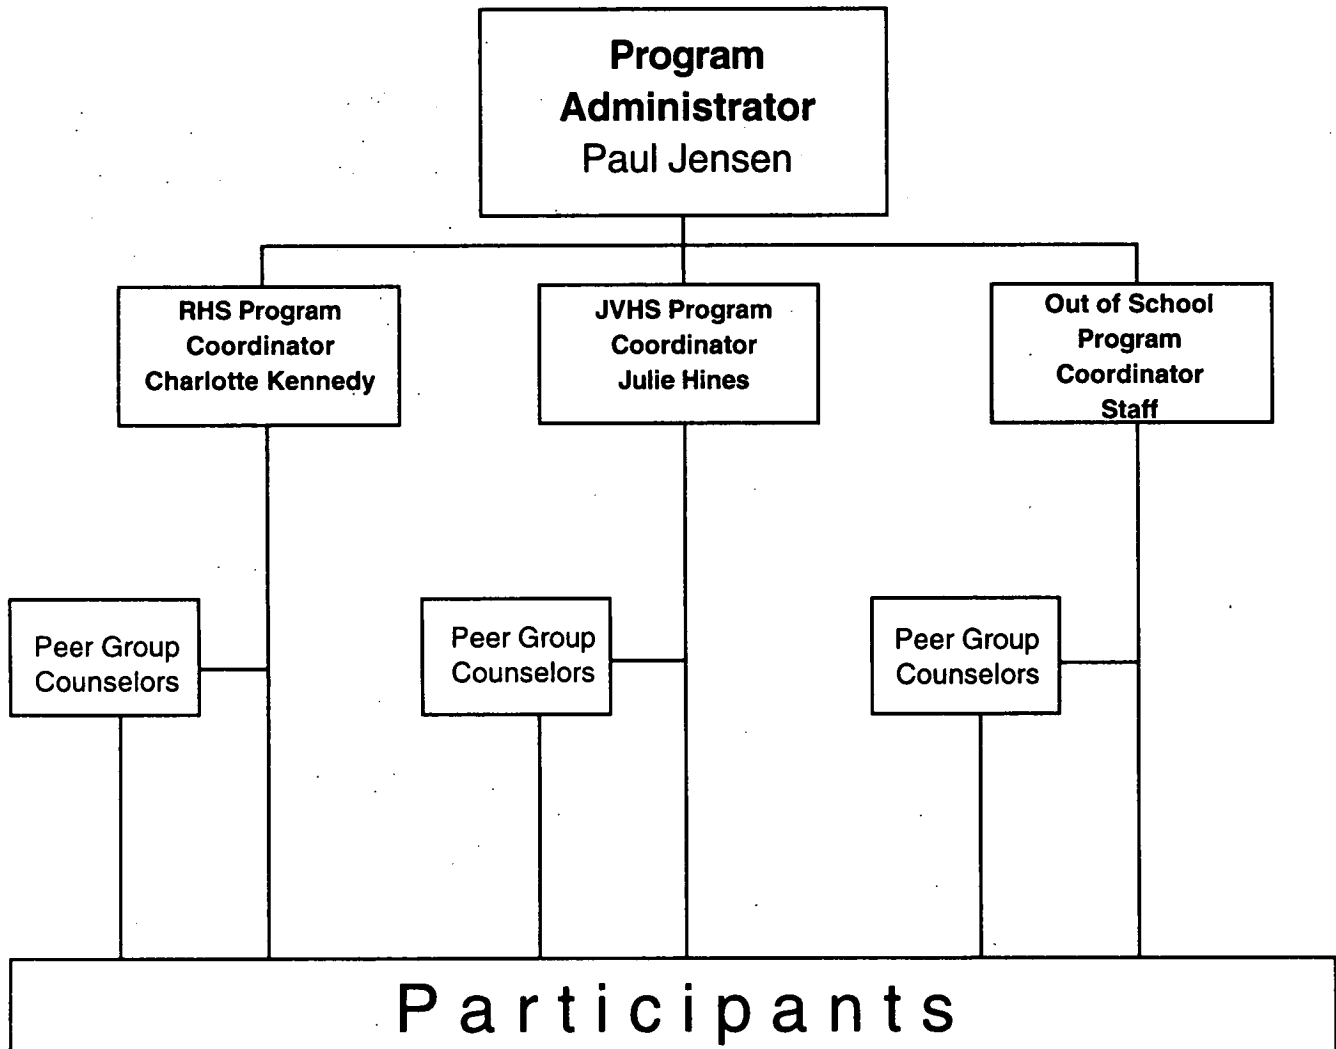 Program
Administrator
Paul Jensen
RHS Program
Coordinator
Charlotte Kennedy
JVHS Program
Coordinator
Julie Hines
Out of School
Program
Coordinator
Staff
Peer Group
Counselors
Peer Group
Counselors
Peer Group
Counselors
Participants